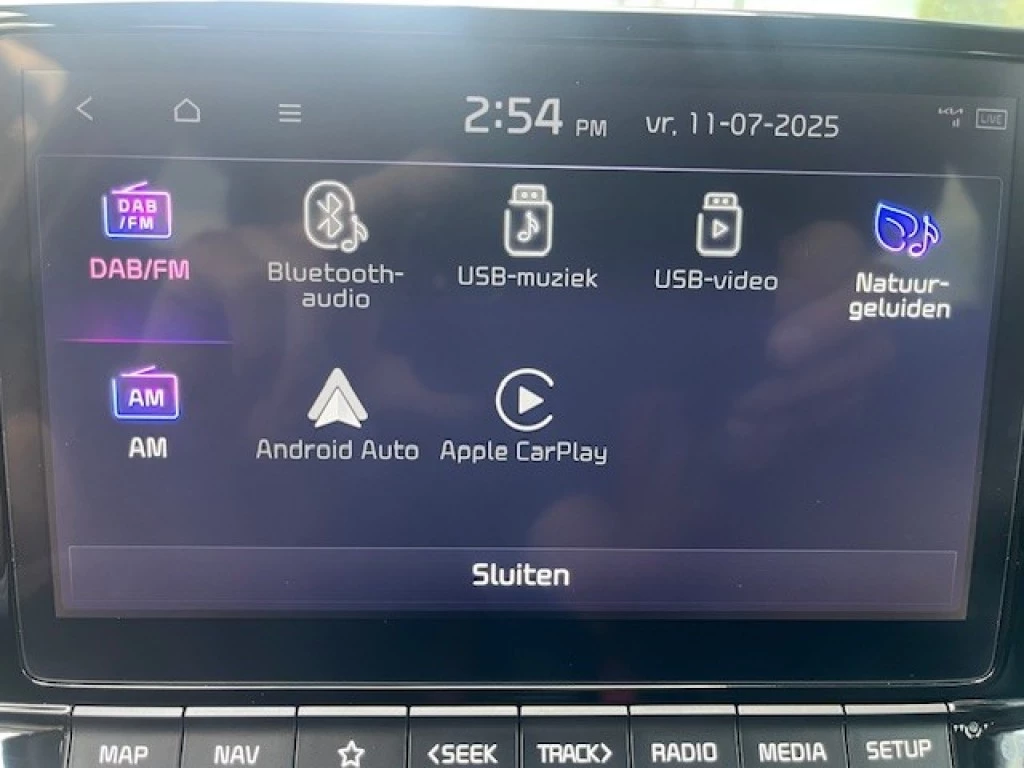 2:54 PM vr, 11-07-2025
KIA
LIVE
DAB
/FM
DAB/FM
Bluetooth-
audio
USB-muziek
USB-video
Natuur-
geluiden
AM
AM
Android Auto
Apple CarPlay
Sluiten
MAP
NAV
<SEEK
TRACK>
RADIO
MEDIA
SETUP